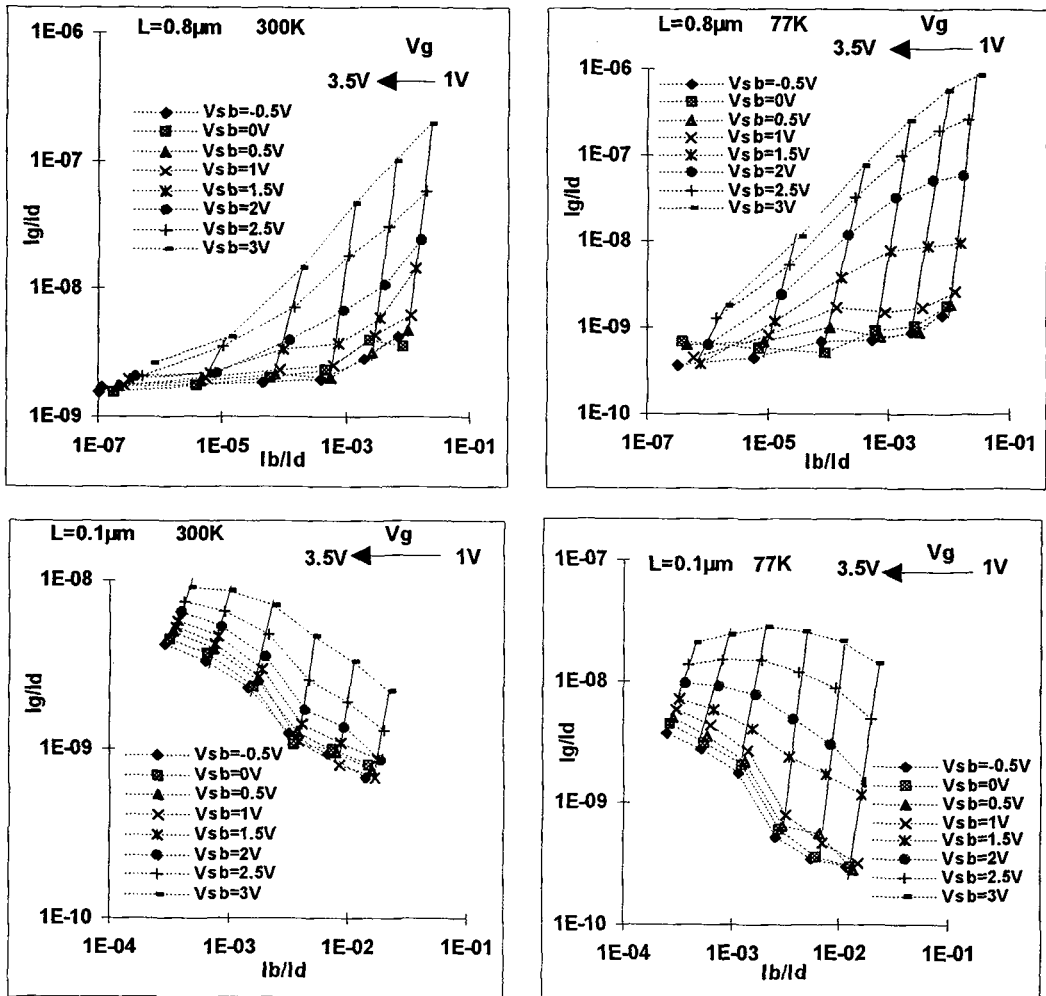 1E-06
L=0.8µm 300K
Vg
3.5V 1V
Vsb=-0.5V
Vsb=0V
Vsb=0.5V
Vsb=1V
Vsb=1.5V
Vsb=2V
Vsb=2.5V
Vsb=3V
1E-07
Ig/Id
1E-08
1E-09
1E-07 1E-05 1E-03 1E-01
Ib/Id
L=0.8µm 77K
Vg
3.5V 1V
1E-06
Vsb=-0.5V
Vsb=0V
Vsb=0.5V
Vsb=1V
Vsb=1.5V
Vsb=2V
Vsb=2.5V
Vsb=3V
1E-07
Ig/Id
1E-08
1E-09
1E-10
1E-07 1E-05 1E-03 1E-01
Ib/Id
L=0.1µm 300K
Vg
3.5V 1V
1E-08
Ig/Id
1E-09
Vsb=-0.5V
Vsb=0V
Vsb=0.5V
Vsb=1V
Vsb=1.5V
Vsb=2V
Vsb=2.5V
Vsb=3V
1E-10
1E-04 1E-03 1E-02 1E-01
Ib/Id
1E-07
L=0.1µm 77K
Vg
3.5V 1V
1E-08
Ig/Id
1E-09
Vsb=-0.5V
Vsb=0V
Vsb=0.5V
Vsb=1V
Vsb=1.5V
Vsb=2V
Vsb=2.5V
Vsb=3V
1E-10
1E-04 1E-03 1E-02 1E-01
Ib/Id